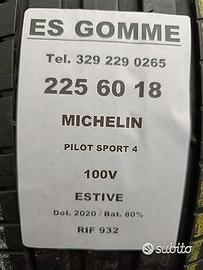 ES GOMME
Tel. 329 229 0265
225 60 18
MICHELIN
PILOT SPORT 4
100V
ESTIVE
Dot. 2020 / Bat. 80%
RIF 932
subito